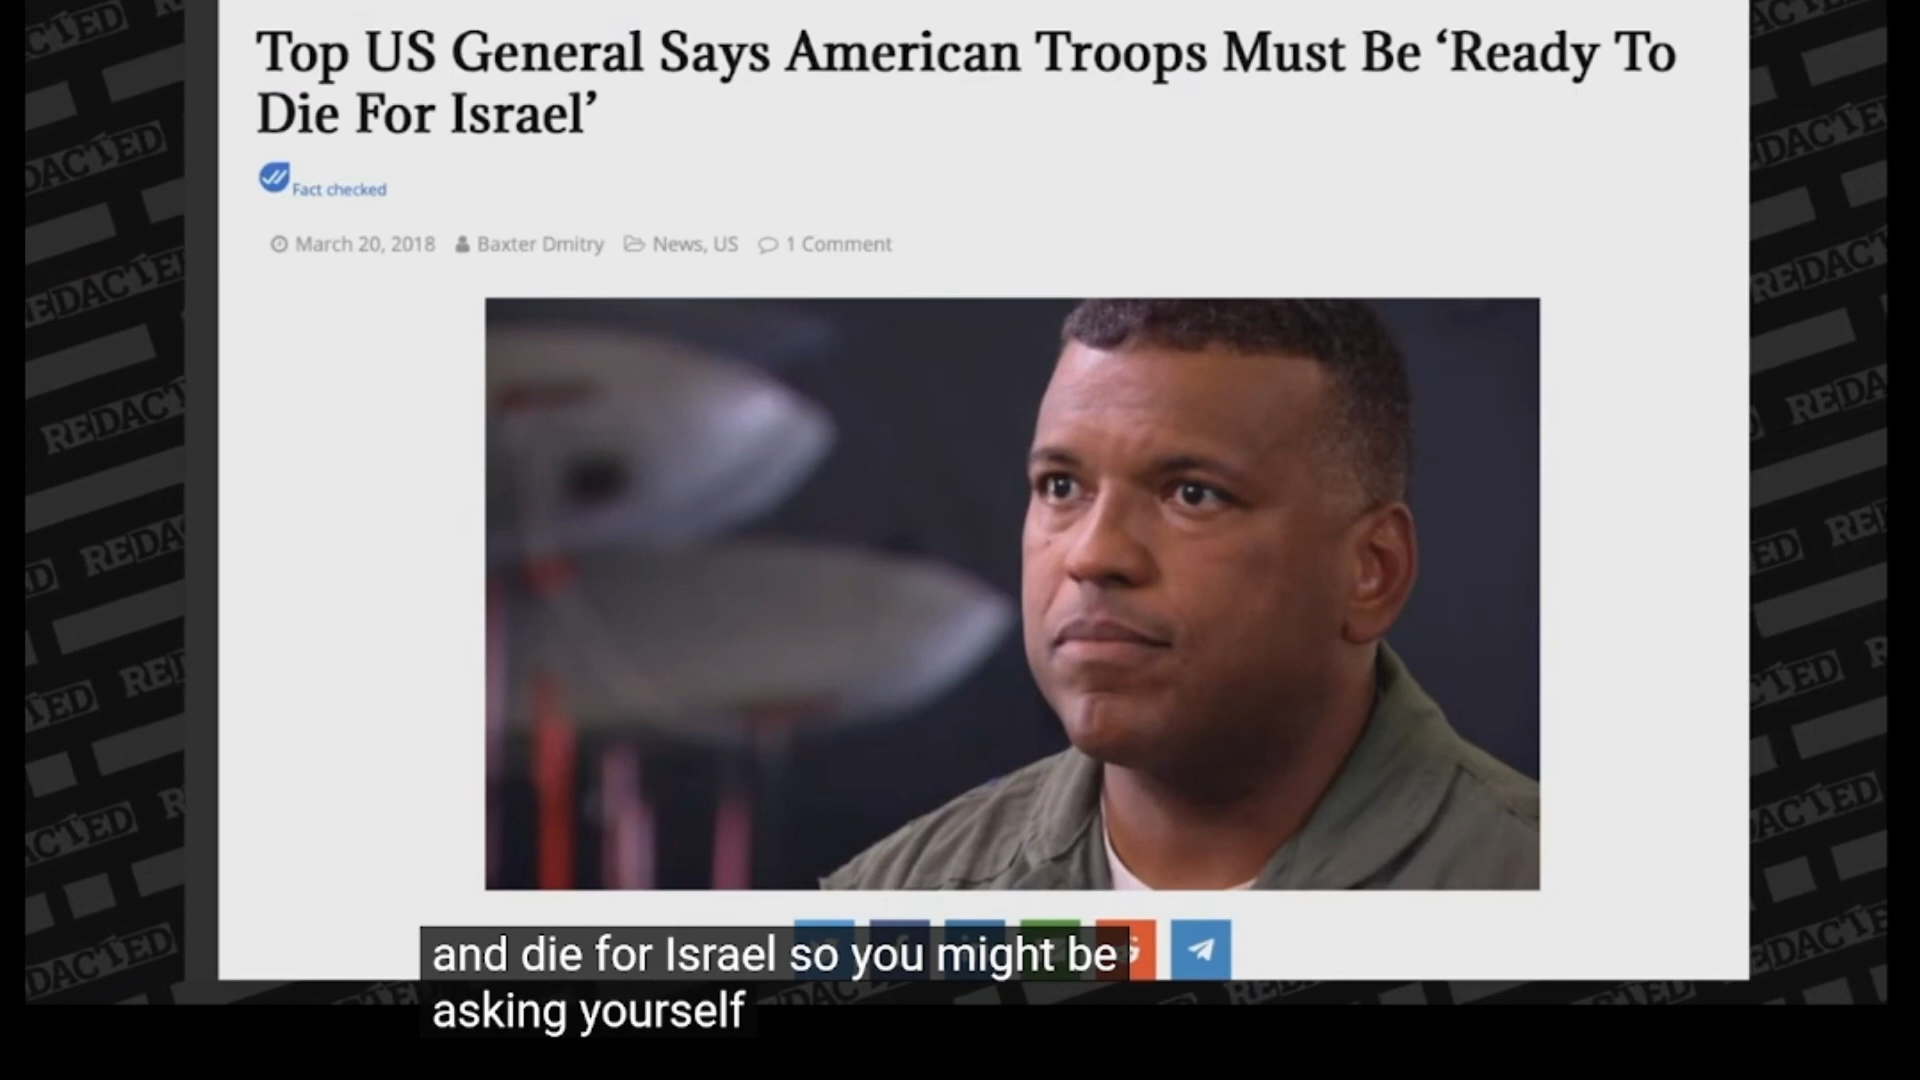 Top US General Says American Troops Must Be ‘Ready To
Die For Israel’
Fact checked
March 20, 2018 Baxter Dmitry News, US 1 Comment
and die for Israel so you might be
asking yourself
REDACTED